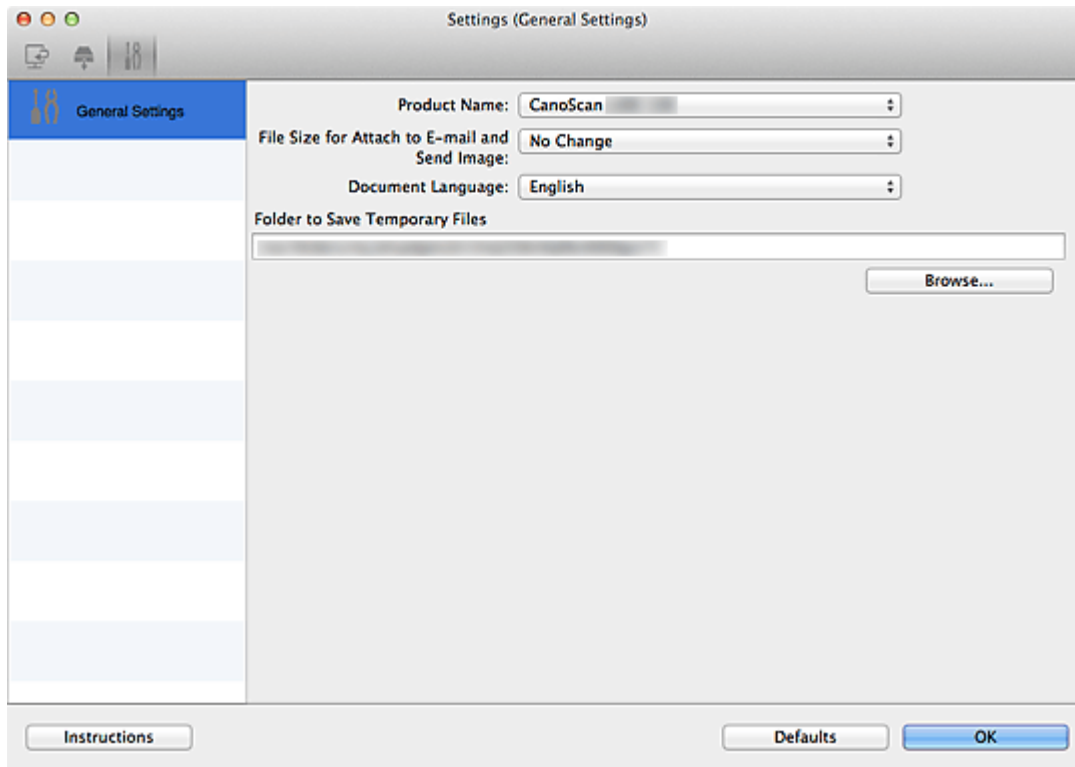 Settings (General Settings)
General Settings
Product Name: CanoScan
File Size for Attach to E-mail and
Send Image: No Change
Document Language: English
Folder to Save Temporary Files
Browse...
Instructions
Defaults
OK